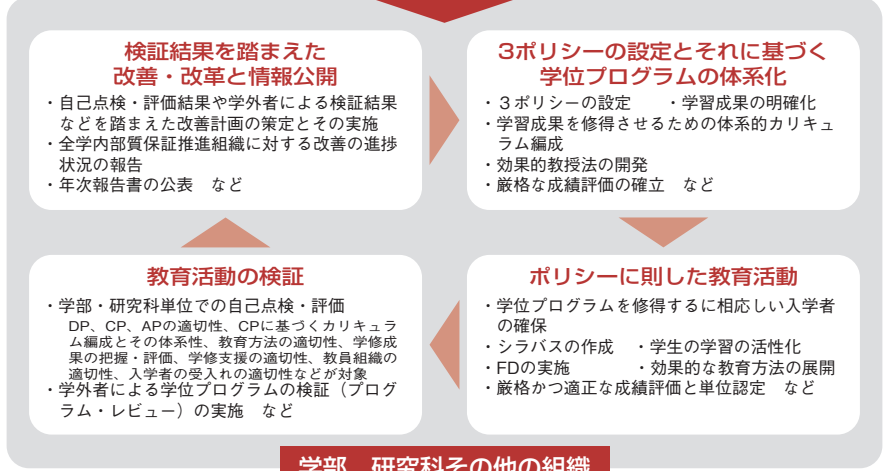 検証結果を踏まえた
改善・改革と情報公開
・自己点検・評価結果や学外者による検証結果
などを踏まえた改善計画の策定とその実施
・全学内部質保証推進組織に対する改善の進捗
状況の報告
・年次報告書の公表　など
3ポリシーの設定とそれに基づく
学位プログラムの体系化
・３ポリシーの設定　　・学習成果の明確化
・学習成果を修得させるための体系的カリキュ
ラム編成
・効果的教授法の開発
・厳格な成績評価の確立　など
教育活動の検証
・学部・研究科単位での自己点検・評価
DP、CP、APの適切性、CPに基づくカリキュラ
ム編成とその体系性、教育方法の適切性、学修成
果の把握・評価、学修支援の適切性、教員組織の
適切性、入学者の受入れの適切性などが対象
・学外者による学位プログラムの検証（プログ
ラム・レビュー）の実施　など
ポリシーに則した教育活動
・学位プログラムを修得するに相応しい入学者
の確保
・シラバスの作成　・学生の学習の活性化
・FDの実施　　　　・効果的な教育方法の展開
・厳格かつ適正な成績評価と単位認定　など
学部、研究科その他の組織